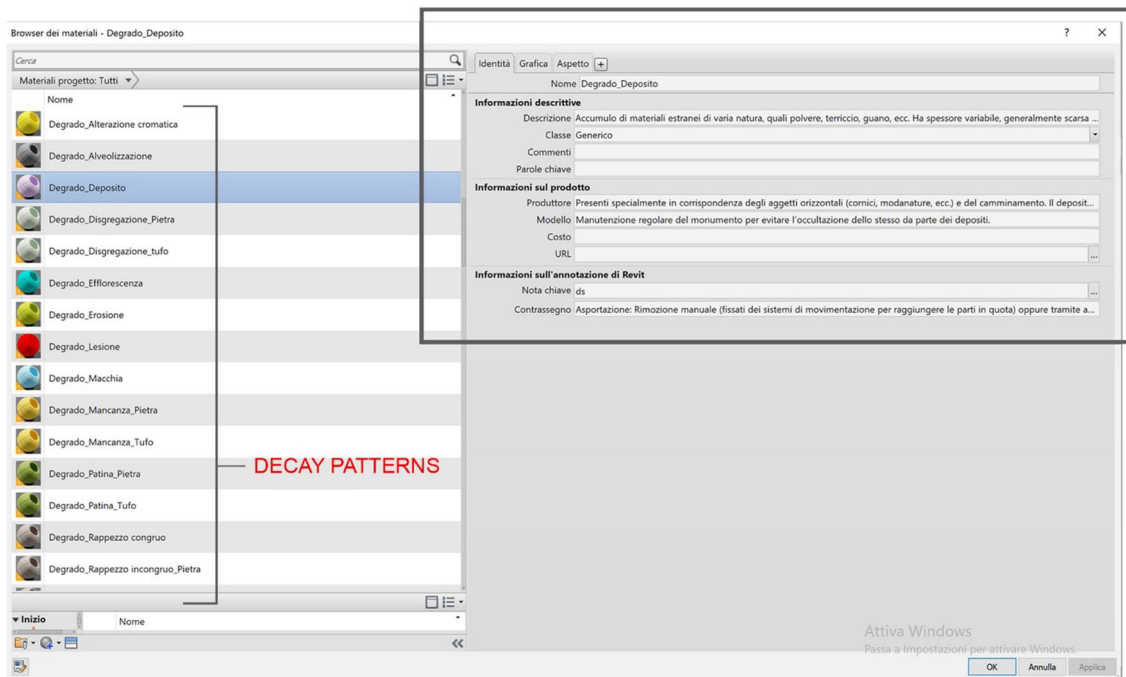 Browser dei materiali - Degrado_Deposito
?
Cerca
Materiali progetto: Tutti
Nome
Degrado_Alterazione cromatica
Degrado_Alveolizzazione
Degrado_Deposito
Degrado_Disgregazione_Pietra
Degrado_Disgregazione_tufo
Degrado_Efflorescenza
Degrado_Erosione
Degrado_Lesione
Degrado_Macchia
Degrado_Mancanza_Pietra
Degrado_Mancanza_Tufo
Degrado_Patina_Pietra
Degrado_Patina_Tufo
Degrado_Rappezzo congruo
Degrado_Rappezzo incongruo_Pietra
DECAY PATTERNS
Inizio
Nome
Identità Grafica Aspetto +
Nome Degrado_Deposito
Informazioni descrittive
Descrizione Accumulo di materiali estranei di varia natura, quali polvere, terriccio, guano, ecc. Ha spessore variabile, generalmente scarsa ...
Classe Generico
Commenti
Parole chiave
Informazioni sul prodotto
Produttore Presenti specialmente in corrispondenza degli aggetti orizzontali (cornici, modanature, ecc.) e del camminamento. Il deposit...
Modello Manutenzione regolare del monumento per evitare l'occultazione dello stesso da parte dei depositi.
Costo
URL ...
Informazioni sull'annotazione di Revit
Nota chiave ds ...
Contrassegno Asportazione: Rimozione manuale (fissati dei sistemi di movimentazione per raggiungere le parti in quota) oppure tramite a...
Attiva Windows
Passa a Impostazioni per attivare Windows.
OK Annulla Applica